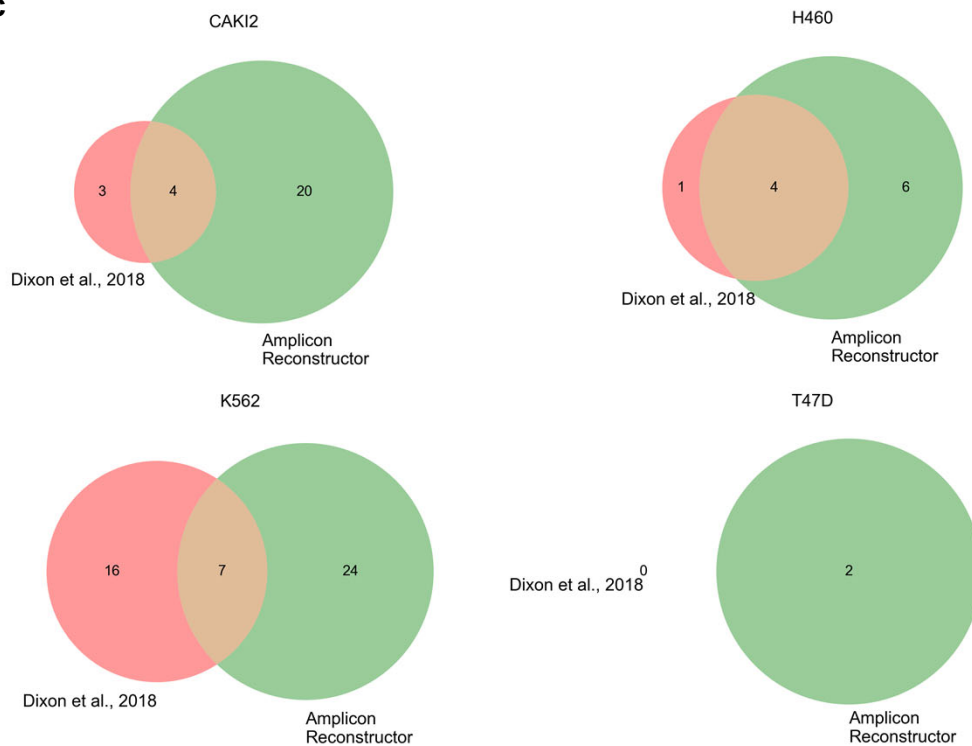 CAKI2
3
4
20
Dixon et al., 2018
Amplicon
Reconstructor
H460
1
4
6
Dixon et al., 2018
Amplicon
Reconstructor
K562
16
7
24
Dixon et al., 2018
Amplicon
Reconstructor
T47D
0
2
Dixon et al., 2018
Amplicon
Reconstructor